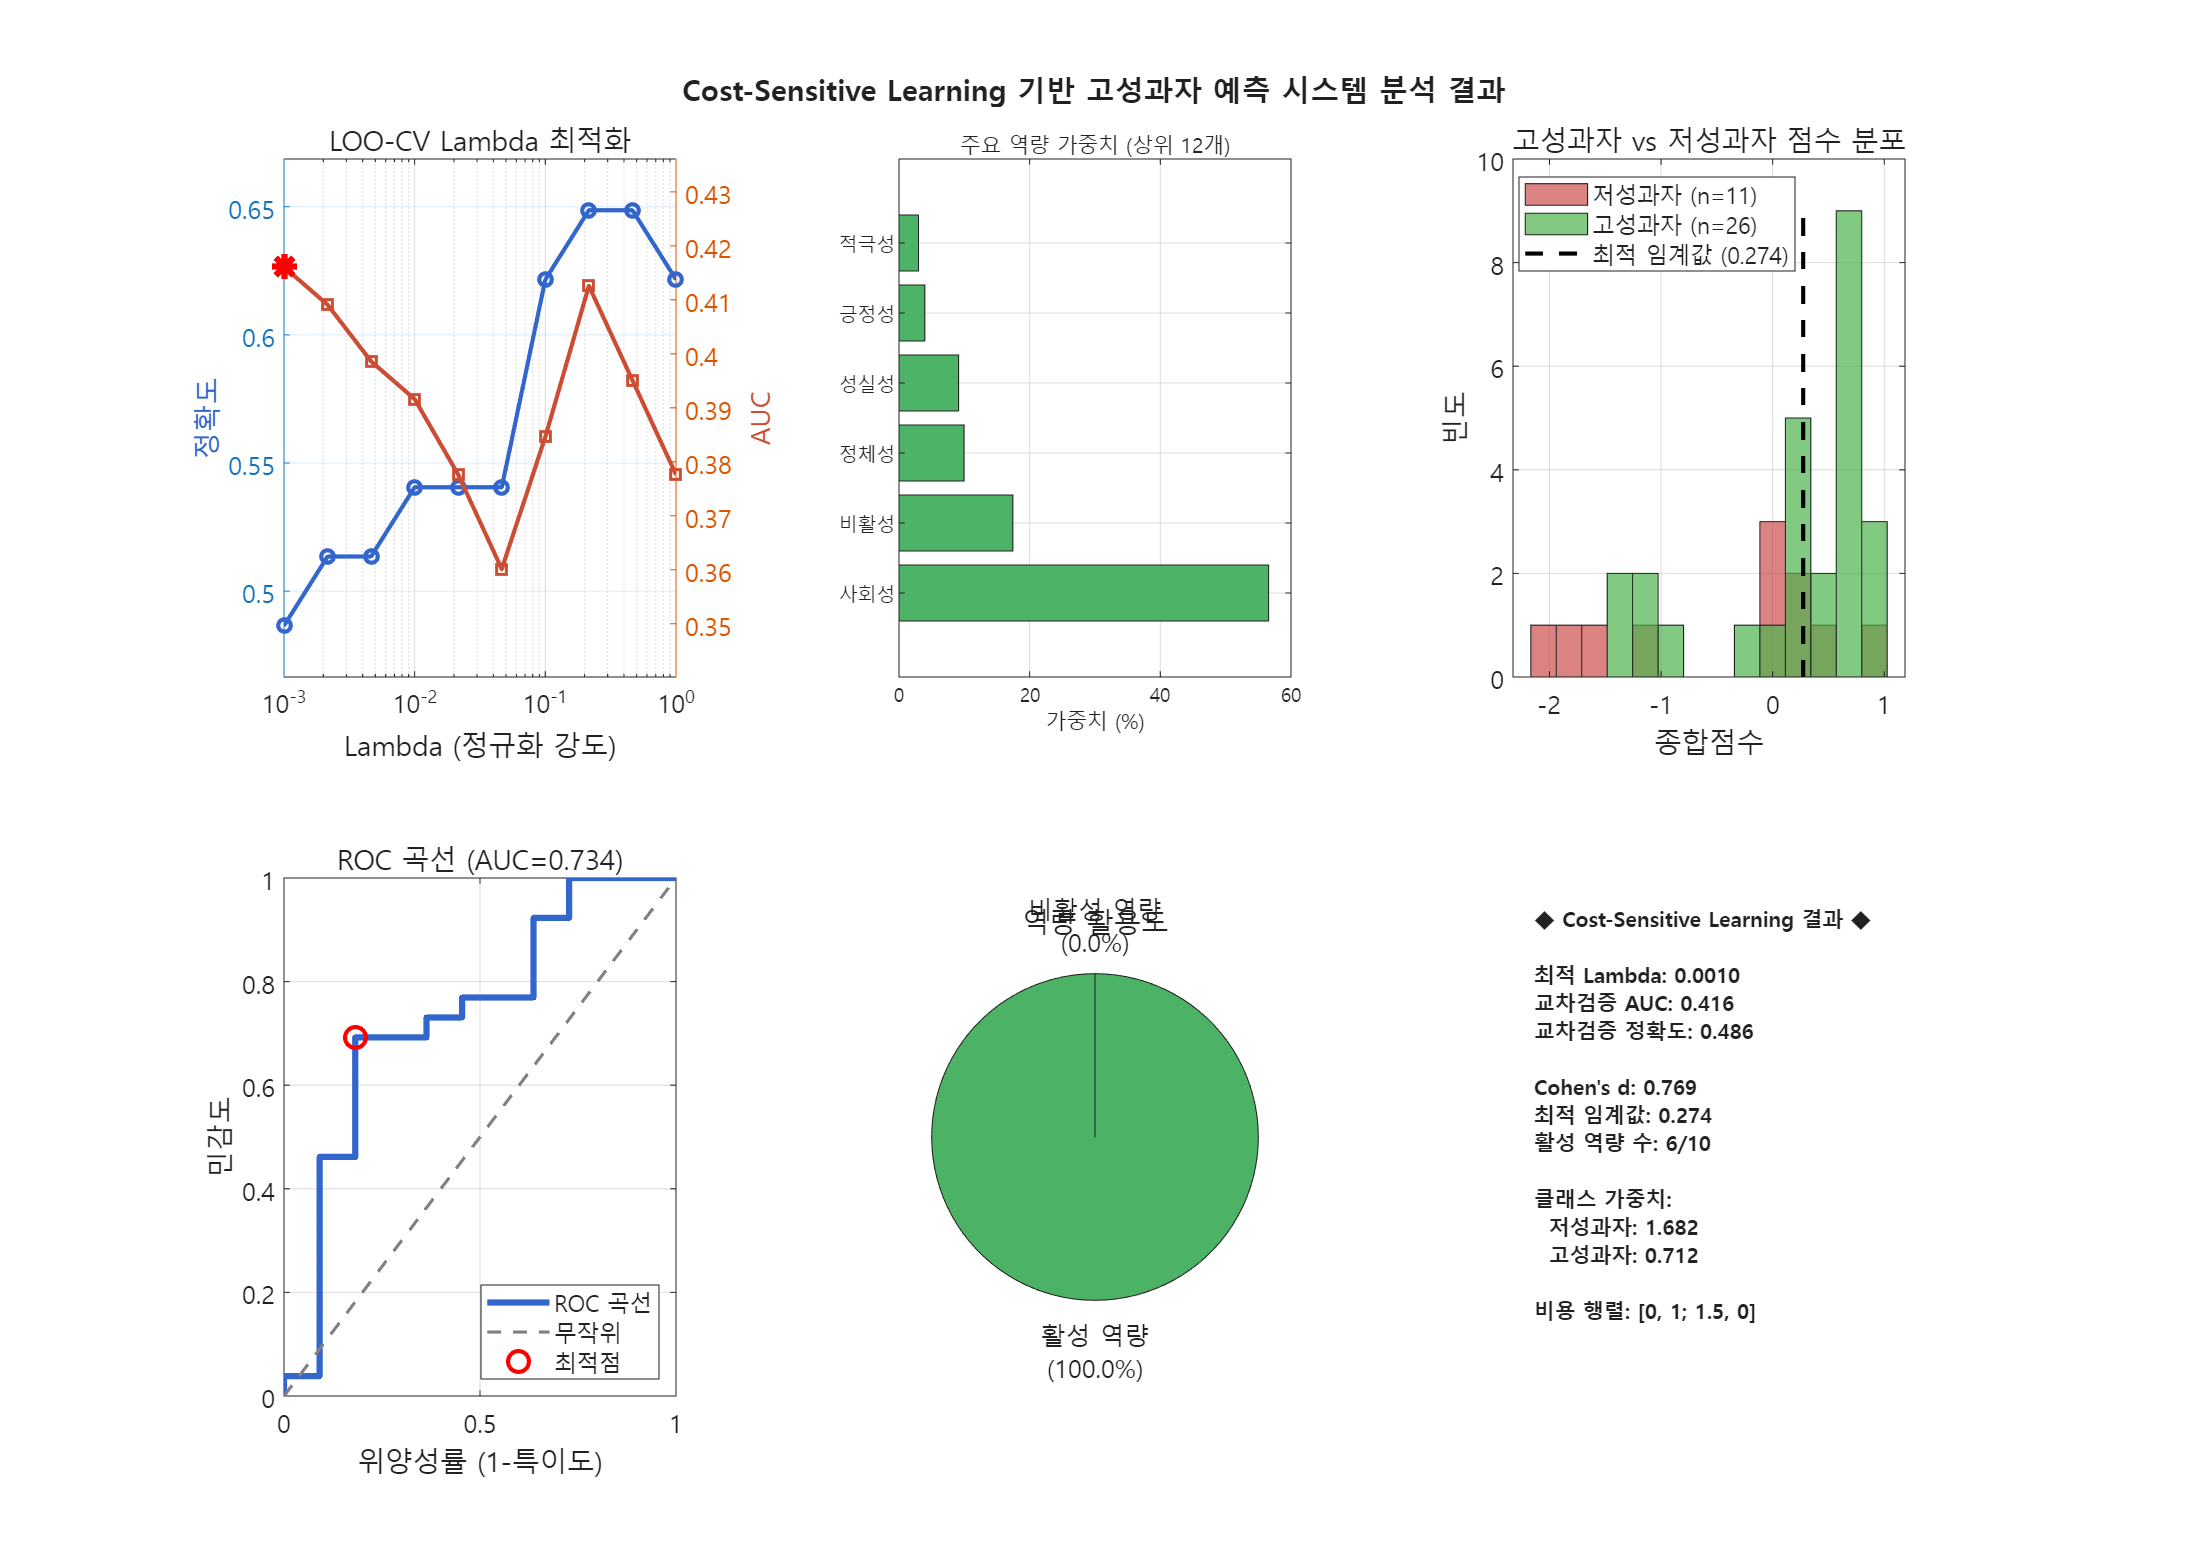 Cost-Sensitive Learning 기반 고성과자 예측 시스템 분석 결과
LOO-CV Lambda 최적화
정확도
0.65
0.6
0.55
0.5
AUC
0.43
0.42
0.41
0.4
0.39
0.38
0.37
0.36
0.35
10-3
10-2
10-1
100
Lambda (정규화 강도)
주요 역량 가중치 (상위 12개)
적극성
긍정성
성실성
정체성
비활성
사회성
0
20
40
60
가중치 (%)
고성과자 vs 저성과자 점수 분포
저성과자 (n=11)
고성과자 (n=26)
최적 임계값 (0.274)
빈도
10
8
6
4
2
0
-2
-1
0
1
종합점수
ROC 곡선 (AUC=0.734)
민감도
1
0.8
0.6
0.4
0.2
0
ROC 곡선
무작위
최적점
0
0.5
1
위양성률 (1-특이도)
역량 활용도
비활성 역량
(0.0%)
활성 역량
(100.0%)
◆ Cost-Sensitive Learning 결과 ◆
최적 Lambda: 0.0010
교차검증 AUC: 0.416
교차검증 정확도: 0.486
Cohen's d: 0.769
최적 임계값: 0.274
활성 역량 수: 6/10
클래스 가중치:
저성과자: 1.682
고성과자: 0.712
비용 행렬: [0, 1; 1.5, 0]